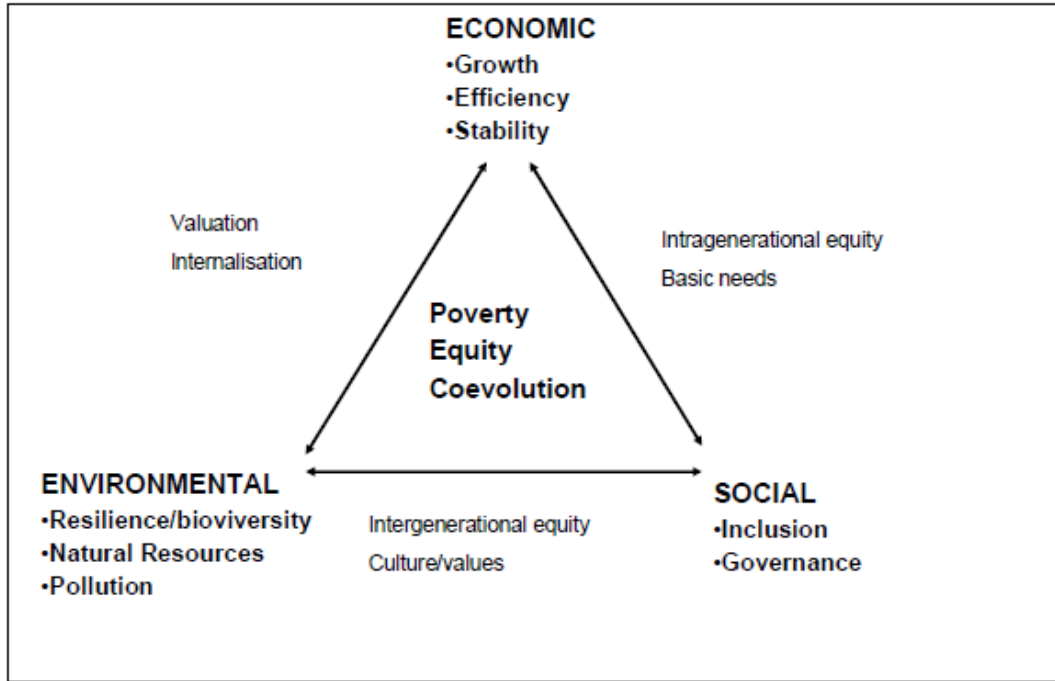 ECONOMIC
•Growth
•Efficiency
•Stability
Valuation
Internalisation
Intragenerational equity
Basic needs
Poverty
Equity
Coevolution
ENVIRONMENTAL
•Resilience/bioviversity
•Natural Resources
•Pollution
Intergenerational equity
Culture/values
SOCIAL
•Inclusion
•Governance